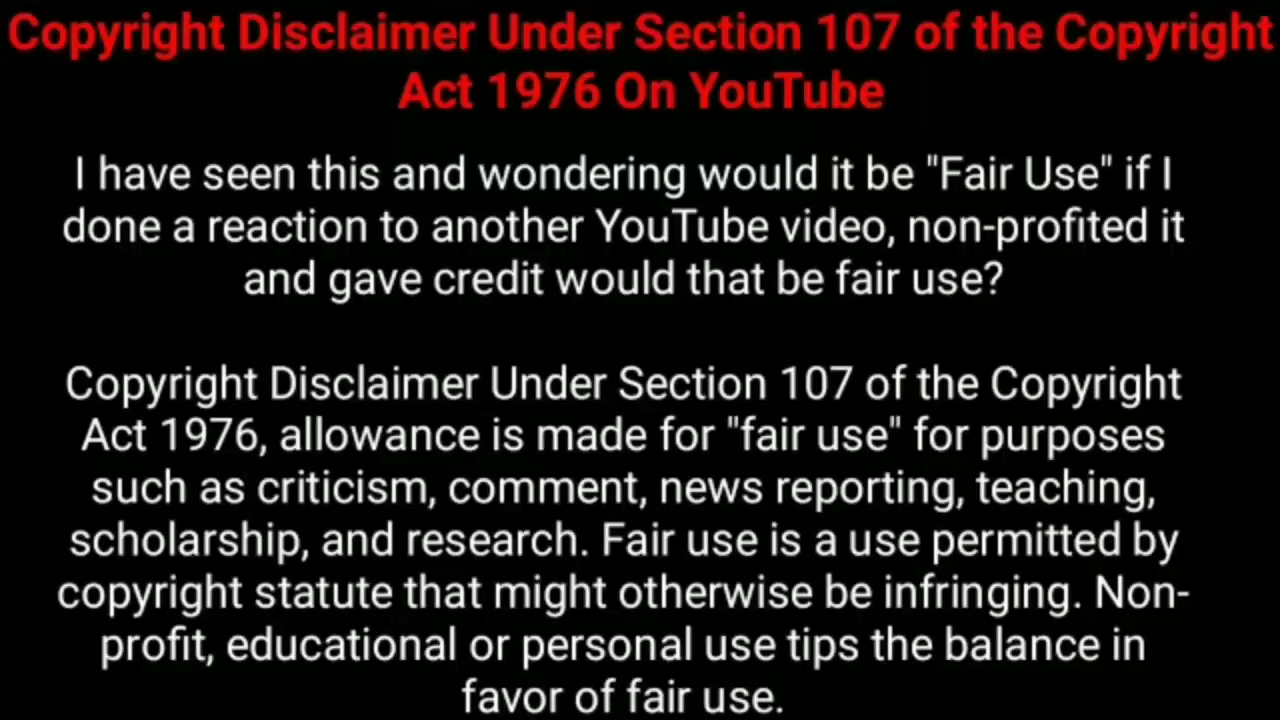 Copyright Disclaimer Under Section 107 of the Copyright
Act 1976 On YouTube
I have seen this and wondering would it be "Fair Use" if I
done a reaction to another YouTube video, non-profited it
and gave credit would that be fair use?
Copyright Disclaimer Under Section 107 of the Copyright
Act 1976, allowance is made for "fair use" for purposes
such as criticism, comment, news reporting, teaching,
scholarship, and research. Fair use is a use permitted by
copyright statute that might otherwise be infringing. Non-
profit, educational or personal use tips the balance in
favor of fair use.